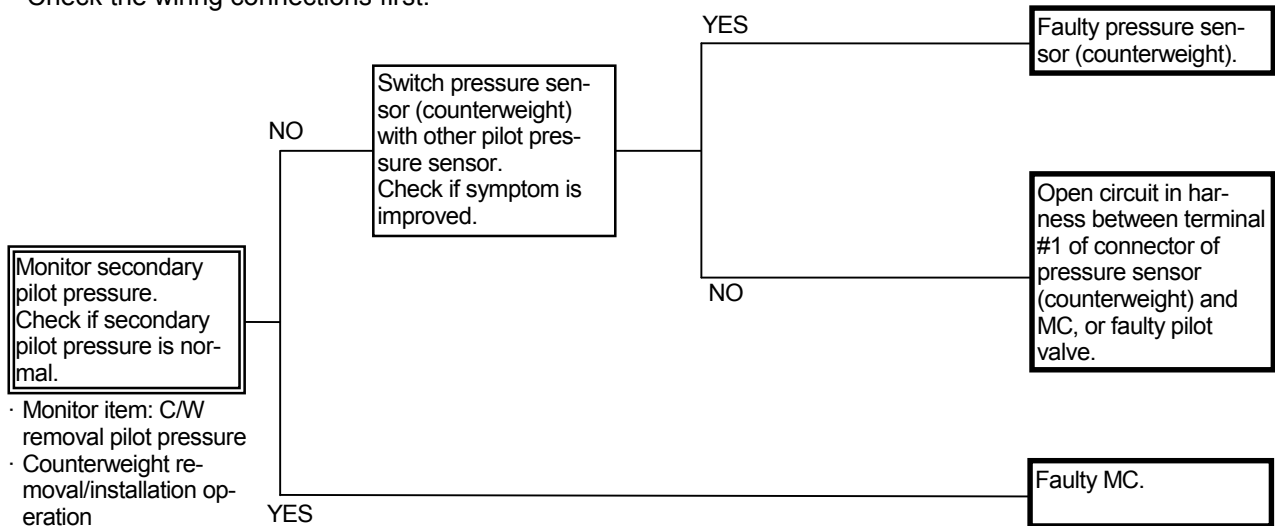 Check the wiring connections first.
YES
Faulty pressure sen-
sor (counterweight).
Switch pressure sen-
sor (counterweight)
with other pilot pres-
sure sensor.
Check if symptom is
improved.
NO
Open circuit in har-
ness between terminal
#1 of connector of
pressure sensor
(counterweight) and
MC, or faulty pilot
valve.
NO
Monitor secondary
pilot pressure.
Check if secondary
pilot pressure is nor-
mal.
· Monitor item: C/W
removal pilot pressure
· Counterweight re-
moval/installation op-
eration
YES
Faulty MC.